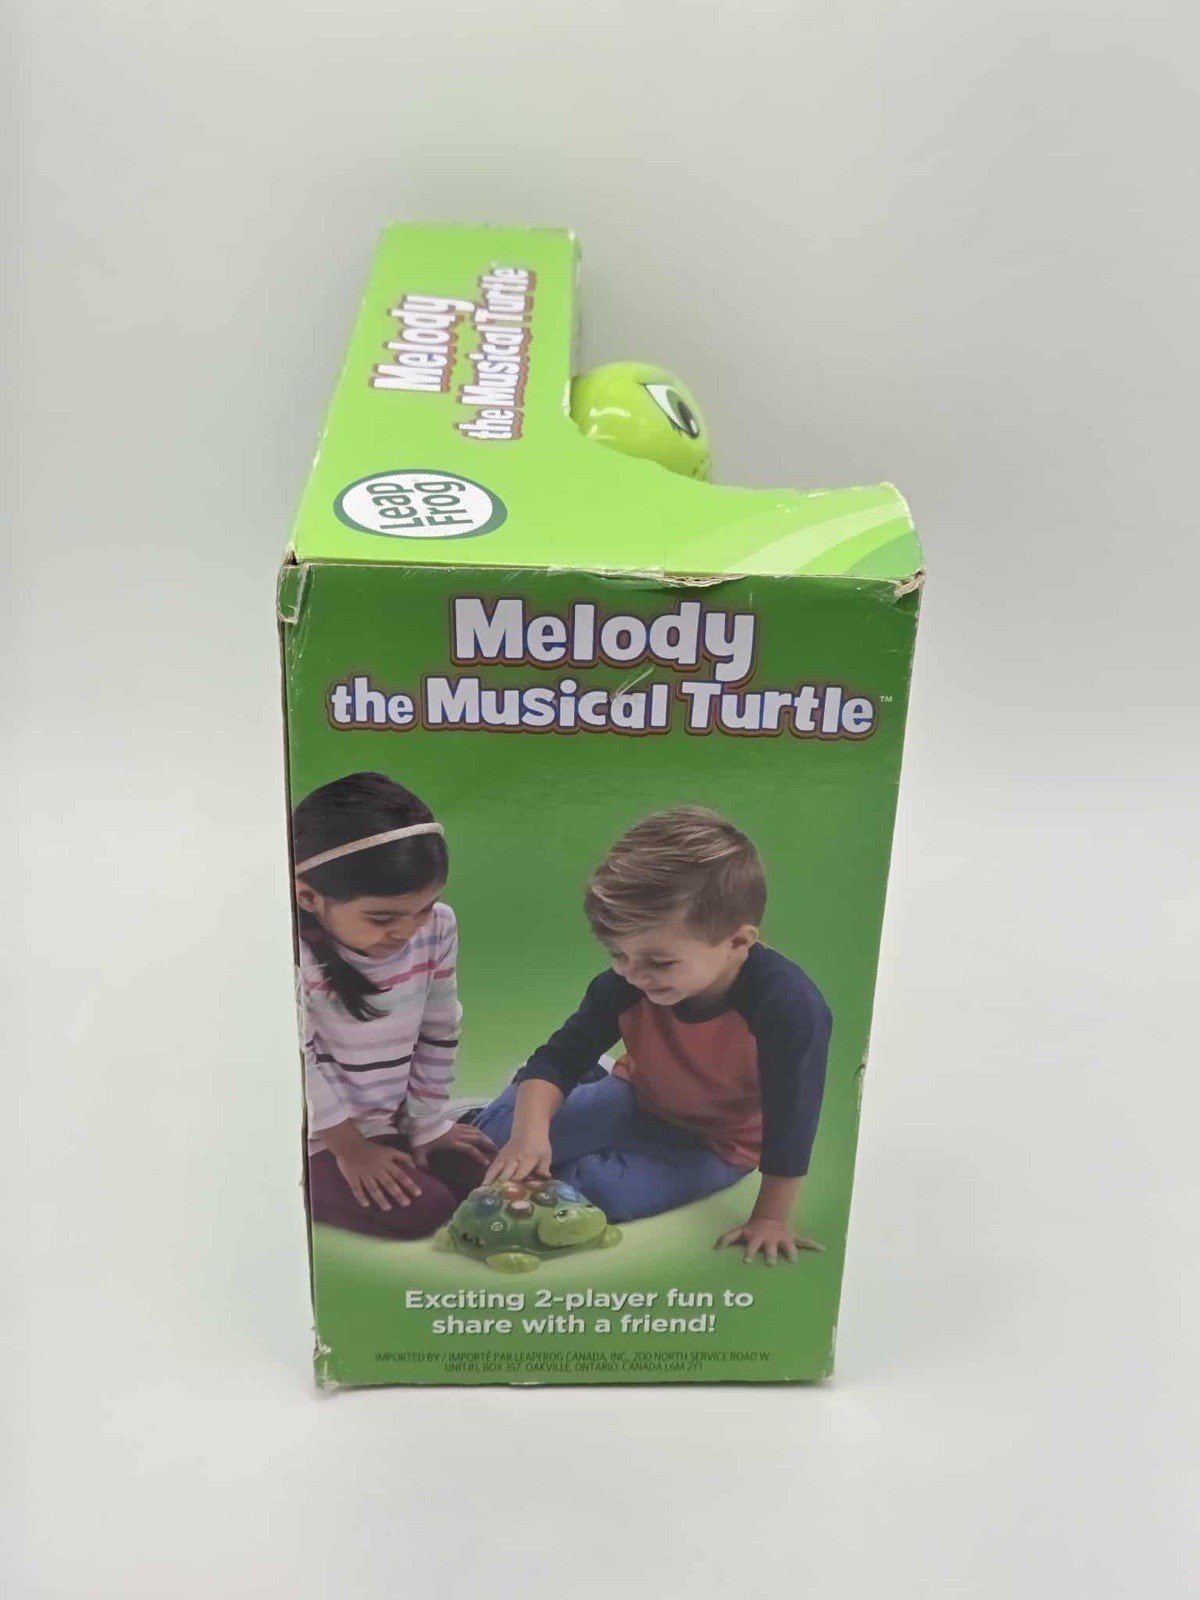 Melody
the Musical Turtle
Leap
Frog
Melody
the Musical Turtle™
Exciting 2-player fun to
share with a friend!
IMPORTED BY / IMPORTÉ PAR LEAPFROG CANADA, INC., 200 NORTH SERVICE ROAD W.
UNIT#1, BOX 357, OAKVILLE, ONTARIO, CANADA L6M 2Y1